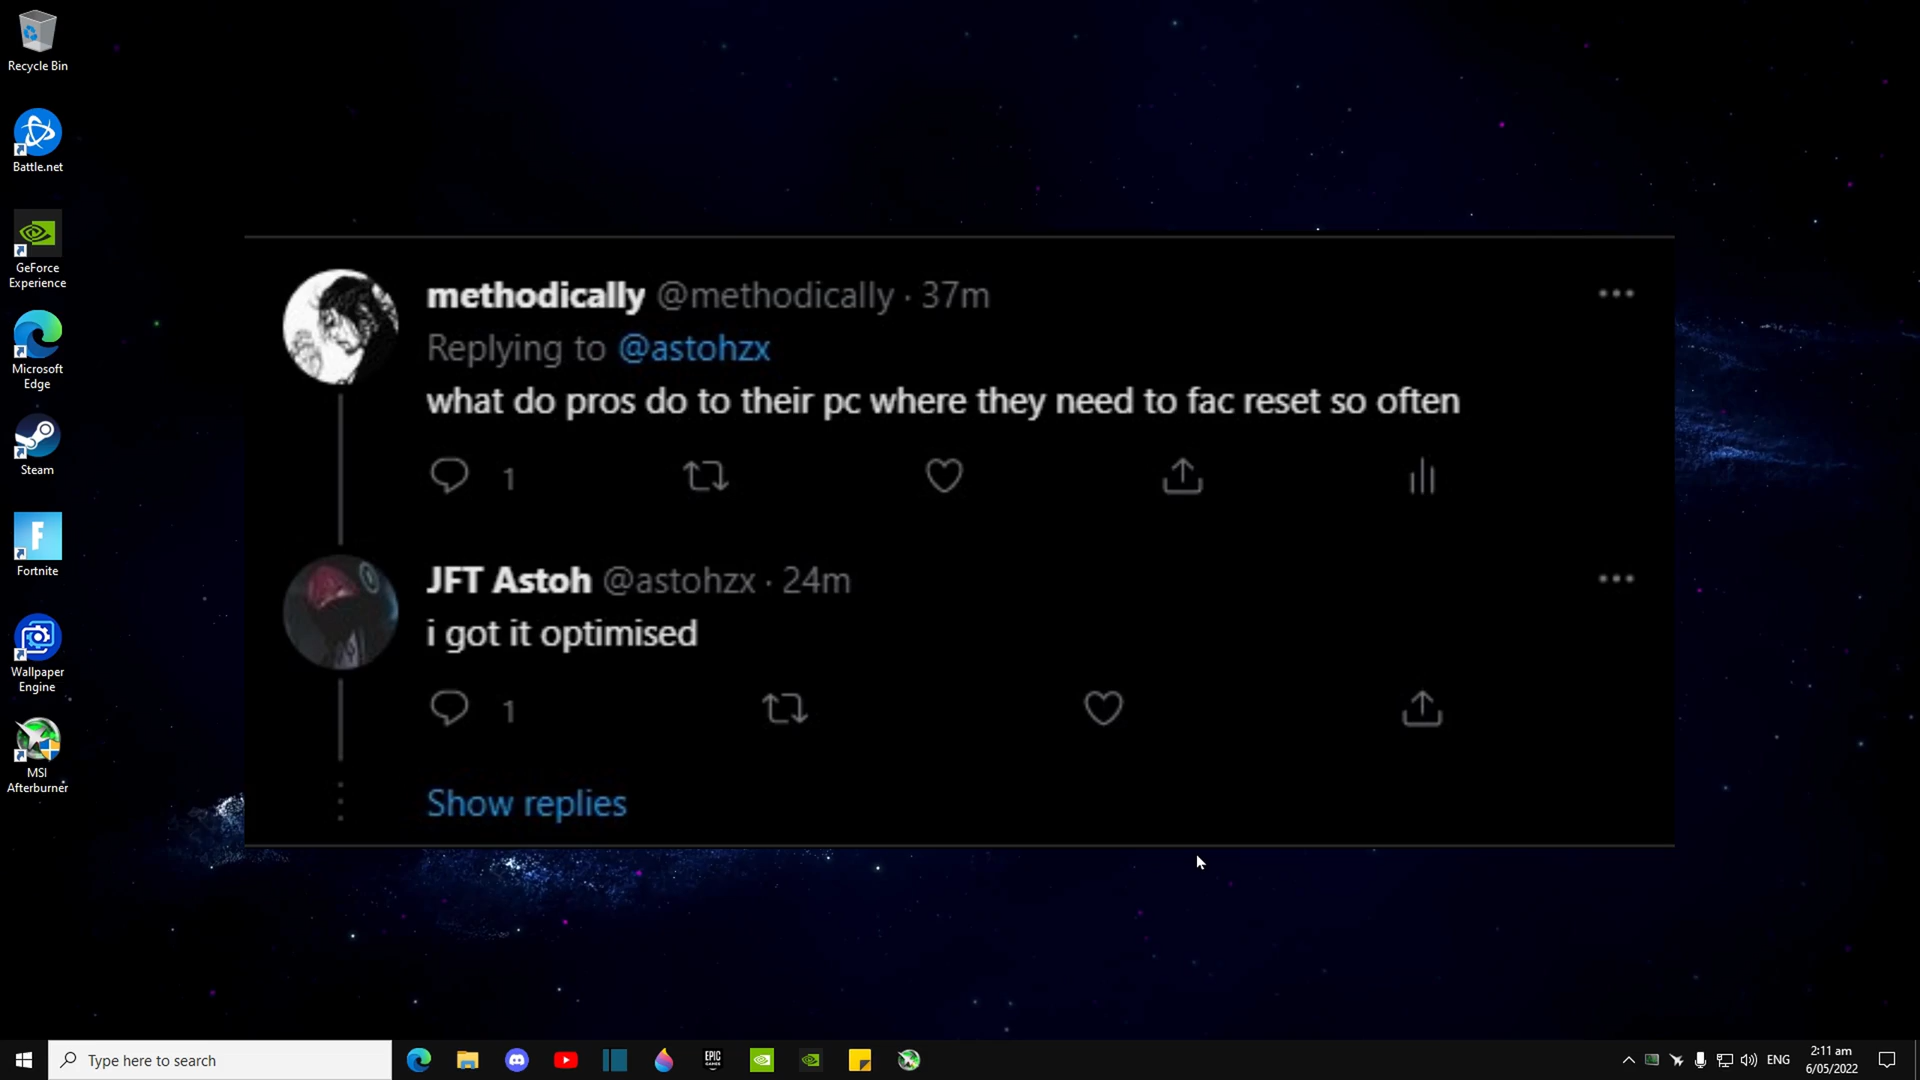 Recycle Bin
Battle.net
GeForce
Experience
Microsoft
Edge
Steam
F
Fortnite
Wallpaper
Engine
MSI
Afterburner
methodically @methodically · 37m
Replying to @astohzx
what do pros do to their pc where they need to fac reset so often
1
JFT Astoh @astohzx · 24m
i got it optimised
1
Show replies
Type here to search
EPIC
GAMES
ENG
2:11 am
6/05/2022